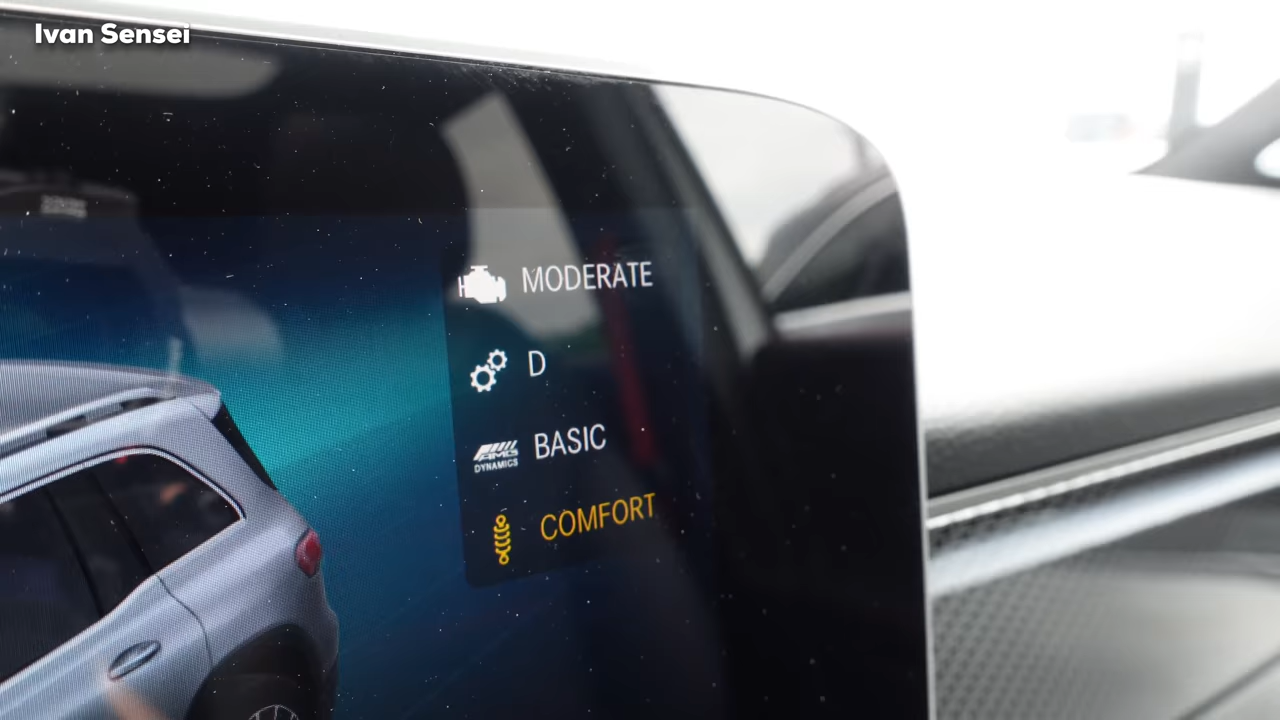 Ivan Sensei
MODERATE
D
AMG
DYNAMICS
BASIC
COMFORT